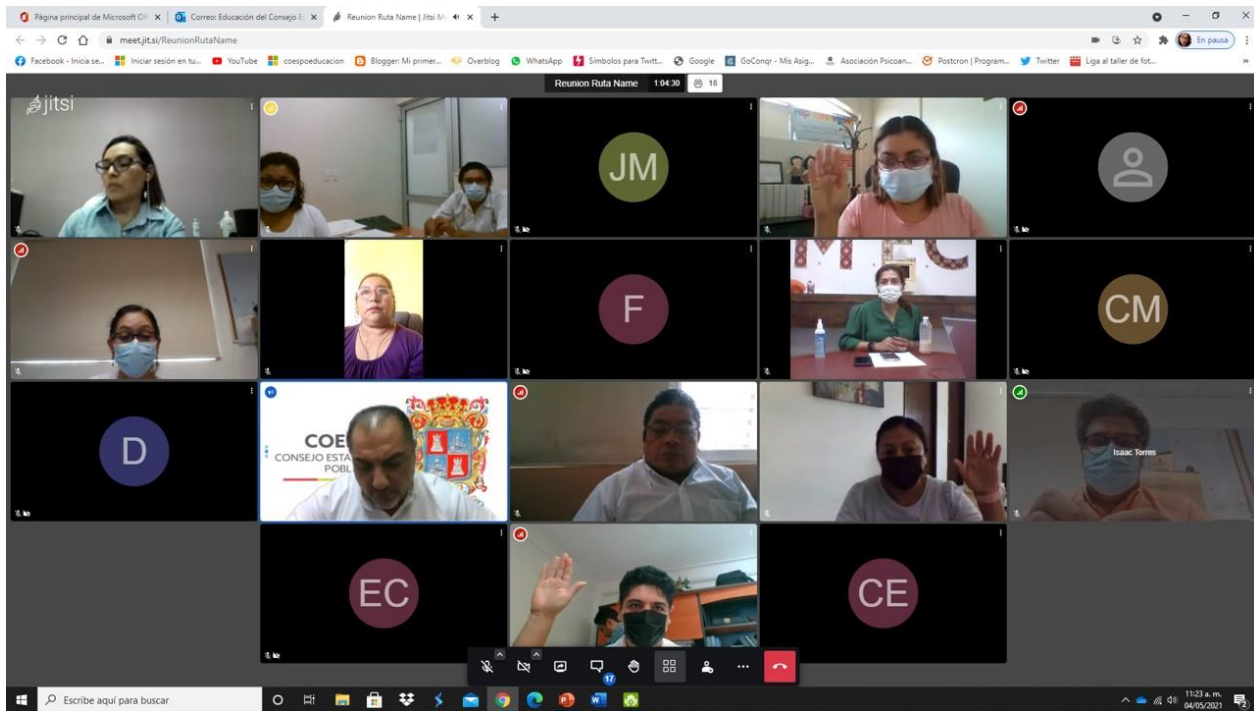 Página principal de Microsoft Of
Correo: Educación del Consejo E
Reunion Ruta Name | Jitsi M
meet.jit.si/ReunionRutaName
En pausa
Facebook - Inicia se...
Iniciar sesión en tu...
YouTube
coespoeducacion
Blogger: Mi primer...
Overblog
WhatsApp
Símbolos para Twitt...
Google
GoConqr - Mis Asig...
Asociación Psicoan...
Postcron | Program...
Twitter
Liga al taller de fot...
Reunion Ruta Name 1:04:30 18
jitsi
JM
F
MEC
CM
D
COE
CONSEJO ESTA
POBL
Isaac Torres
EC
CE
17
Escribe aquí para buscar
11:23 a. m.
04/05/2021
2